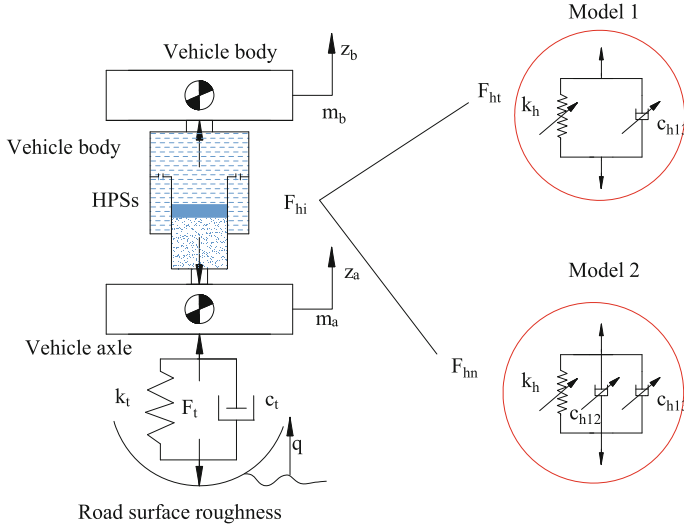 Model 1
Vehicle body
z_b
F_ht
k_h
c_h11
m_b
Vehicle body
HPSs
F_hi
z_a
Model 2
m_a
Vehicle axle
F_hn
k_h
c_h12
c_h11
k_t
F_t
c_t
q
Road surface roughness